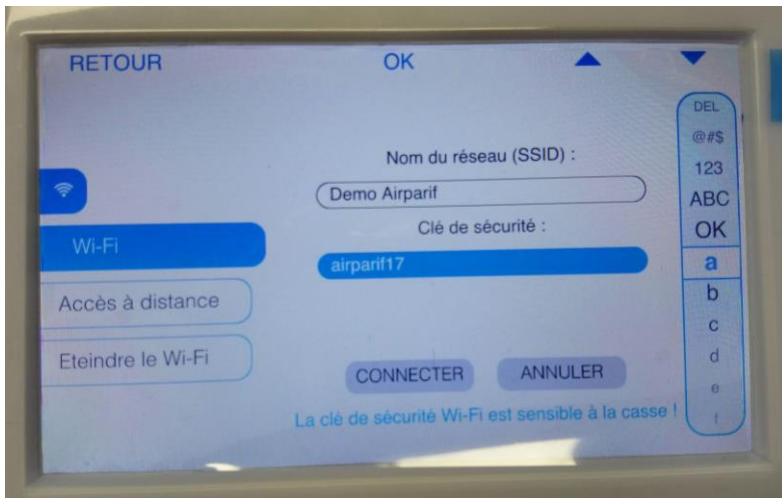 RETOUR
OK
Nom du réseau (SSID) :
Demo Airparif
Clé de sécurité :
airparif17
Wi-Fi
Accès à distance
Eteindre le Wi-Fi
CONNECTER
ANNULER
La clé de sécurité Wi-Fi est sensible à la casse !
DEL
@#$
123
ABC
OK
a
b
c
d
e
f